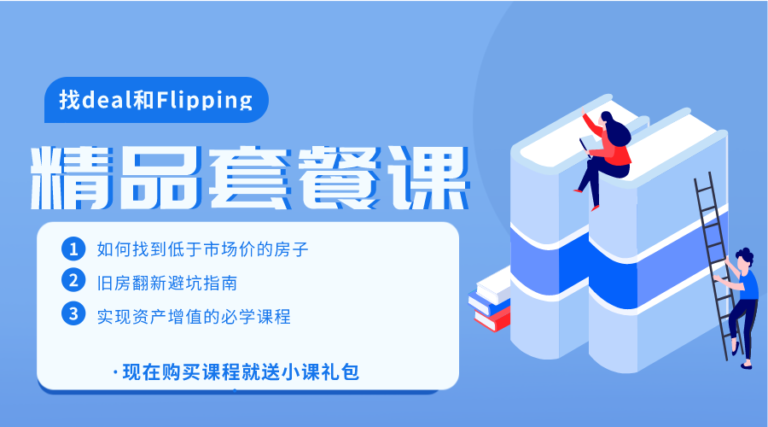 找deal和Flipping
精品套餐课
1 如何找到低于市场价的房子
2 旧房翻新避坑指南
3 实现资产增值的必学课程
·现在购买课程就送小课礼包